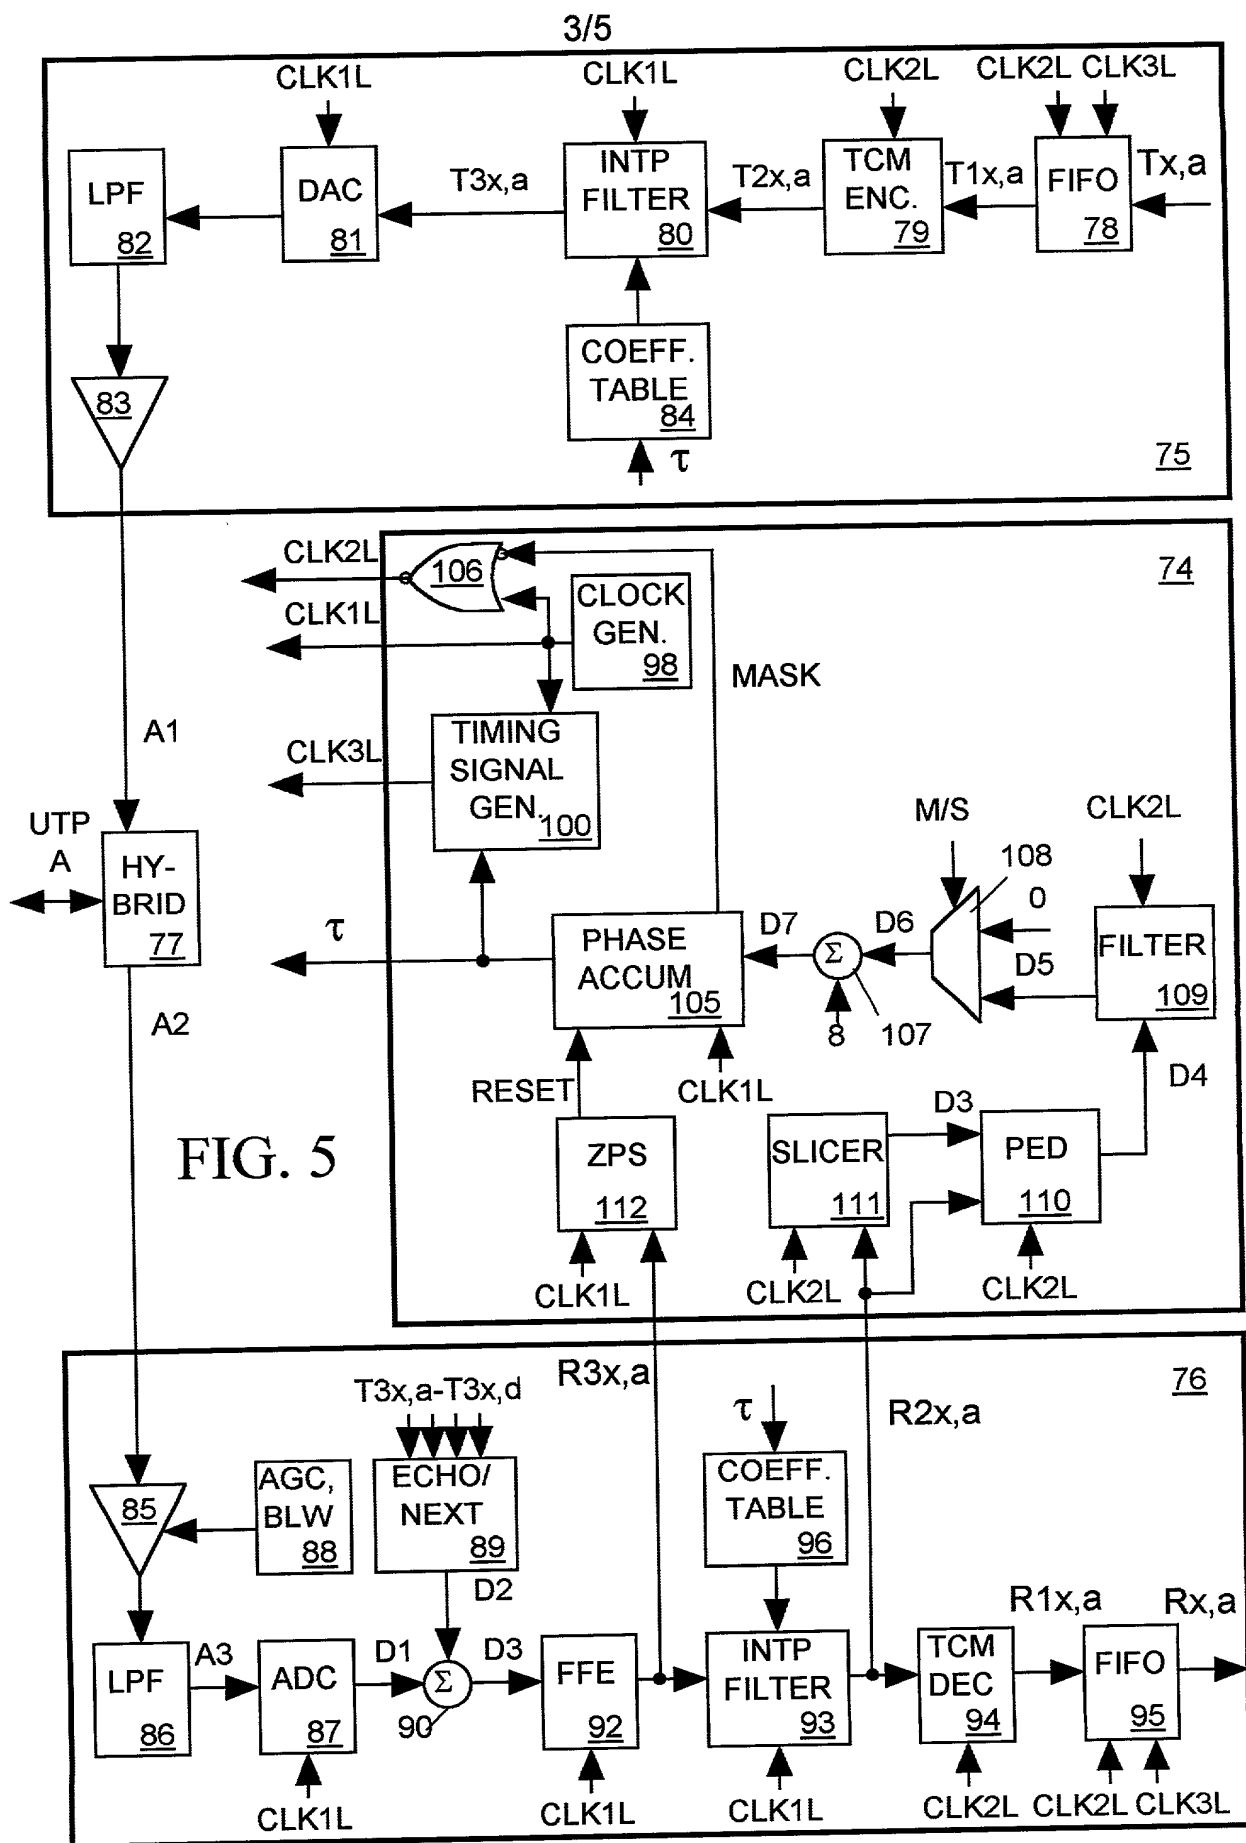 3/5
CLK1L
CLK1L
CLK2L
CLK2L CLK3L
LPF
82
DAC
81
T3x,a
INTP
FILTER
80
T2x,a
TCM
ENC.
79
T1x,a
FIFO
78
Tx,a
83
COEFF.
TABLE
84
τ
75
CLK2L
106
74
CLK1L
CLOCK
GEN.
98
MASK
A1
CLK3L
TIMING
SIGNAL
GEN.
100
UTP
A
HY-
BRID
77
M/S
CLK2L
108
0
τ
PHASE
ACCUM
105
D7
Σ
8
107
D6
D5
FILTER
109
A2
RESET
CLK1L
D4
FIG. 5
ZPS
112
SLICER
111
D3
PED
110
CLK1L
CLK2L
CLK2L
T3x,a-T3x,d
R3x,a
τ
R2x,a
76
85
AGC,
BLW
88
ECHO/
NEXT
89
COEFF.
TABLE
96
D2
LPF
86
A3
ADC
87
D1
Σ
90
D3
FFE
92
INTP
FILTER
93
TCM
DEC
94
R1x,a
FIFO
95
Rx,a
CLK1L
CLK1L
CLK1L
CLK2L
CLK2L
CLK3L